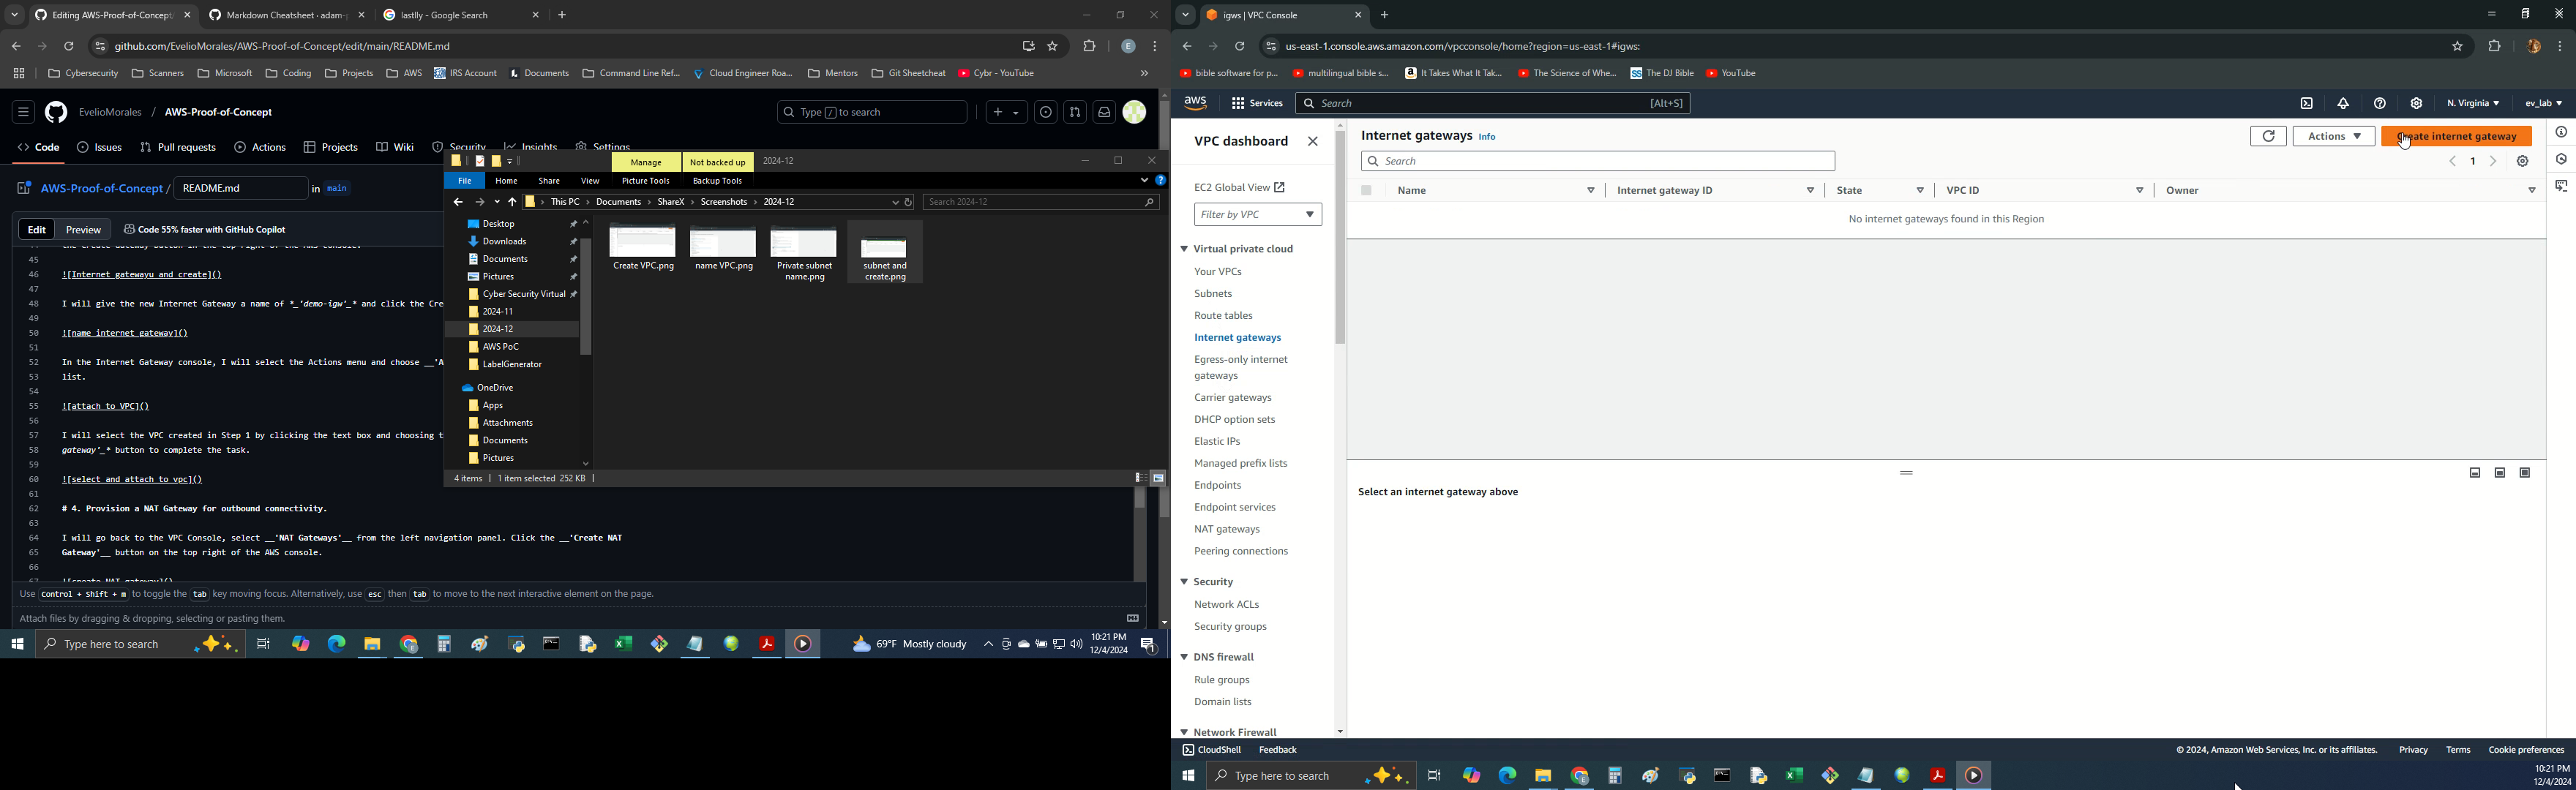 Editing AWS-Proof-of-Concept/
Markdown Cheatsheet · adam-p
lastlly - Google Search
github.com/EvelioMorales/AWS-Proof-of-Concept/edit/main/README.md
E
Cybersecurity
Scanners
Microsoft
Coding
Projects
AWS
IRS Account
Documents
Command Line Ref...
Cloud Engineer Roa...
Mentors
Git Sheetcheat
Cybr - YouTube
EvelioMorales / AWS-Proof-of-Concept
Type / to search
Code
Issues
Pull requests
Actions
Projects
Wiki
Security
Insights
Settings
AWS-Proof-of-Concept / README.md in main
Edit
Preview
Code 55% faster with GitHub Copilot
45
46 ![Internet gatewayu and create]()
47
48 I will give the new Internet Gateway a name of *_'demo-igw'_* and click the Cre
49
50 ![name internet gateway]()
51
52 In the Internet Gateway console, I will select the Actions menu and choose __'A
53 list.
54
55 ![attach to VPC]()
56
57 I will select the VPC created in Step 1 by clicking the text box and choosing t
58 gateway'_* button to complete the task.
59
60 ![select and attach to vpc]()
61
62 # 4. Provision a NAT Gateway for outbound connectivity.
63
64 I will go back to the VPC Console, select __'NAT Gateways'__ from the left navigation panel. Click the __'Create NAT
65 Gateway'__ button on the top right of the AWS console.
66
67 ![create NAT gateway]()
Use Control + Shift + m to toggle the tab key moving focus. Alternatively, use esc then tab to move to the next interactive element on the page.
Attach files by dragging & dropping, selecting or pasting them.
Manage
Not backed up
2024-12
File
Home
Share
View
Picture Tools
Backup Tools
This PC > Documents > ShareX > Screenshots > 2024-12
Search 2024-12
Desktop
Downloads
Documents
Pictures
Cyber Security Virtual
2024-11
2024-12
AWS PoC
LabelGenerator
OneDrive
Apps
Attachments
Documents
Pictures
Create VPC.png
name VPC.png
Private subnet
name.png
subnet and
create.png
4 items
1 item selected 252 KB
Type here to search
69°F Mostly cloudy
10:21 PM
12/4/2024
1
igws | VPC Console
us-east-1.console.aws.amazon.com/vpcconsole/home?region=us-east-1#igws:
bible software for p...
multilingual bible s...
It Takes What It Tak...
The Science of Whe...
The DJ Bible
YouTube
aws
Services
Search
[Alt+S]
N. Virginia
ev_lab
VPC dashboard
EC2 Global View
Filter by VPC
Virtual private cloud
Your VPCs
Subnets
Route tables
Internet gateways
Egress-only internet
gateways
Carrier gateways
DHCP option sets
Elastic IPs
Managed prefix lists
Endpoints
Endpoint services
NAT gateways
Peering connections
Security
Network ACLs
Security groups
DNS firewall
Rule groups
Domain lists
Network Firewall
Internet gateways Info
Actions
Create internet gateway
Search
1
Name
Internet gateway ID
State
VPC ID
Owner
No internet gateways found in this Region
Select an internet gateway above
CloudShell
Feedback
© 2024, Amazon Web Services, Inc. or its affiliates.
Privacy
Terms
Cookie preferences
Type here to search
10:21 PM
12/4/2024